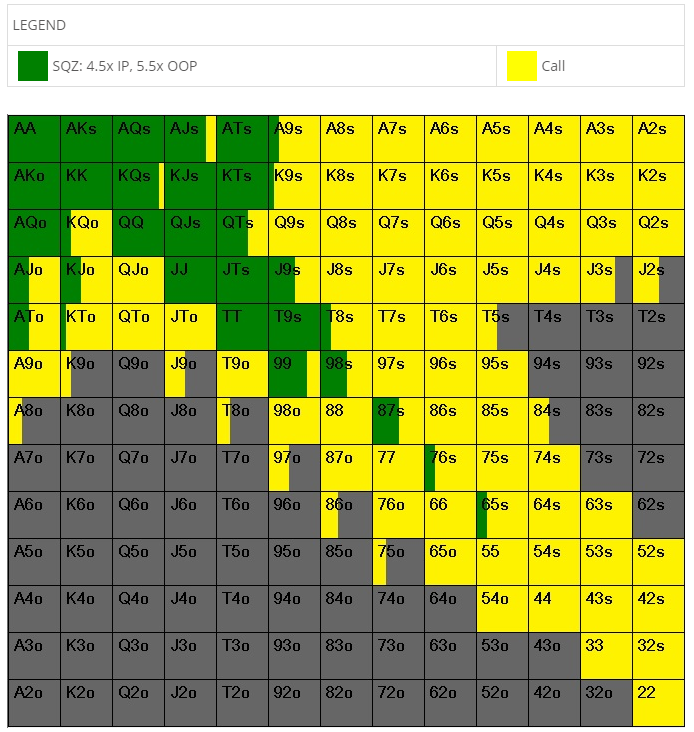 LEGEND
SQZ: 4.5x IP, 5.5x OOP Call
AA AKs AQs AJs ATs A9s A8s A7s A6s A5s A4s A3s A2s
AKo KK KQs KJs KTs K9s K8s K7s K6s K5s K4s K3s K2s
AQo KQo QQ QJs QTs Q9s Q8s Q7s Q6s Q5s Q4s Q3s Q2s
AJo KJo QJo JJ JTs J9s J8s J7s J6s J5s J4s J3s J2s
ATo KTo QTo JTo TT T9s T8s T7s T6s T5s T4s T3s T2s
A9o K9o Q9o J9o T9o 99 98s 97s 96s 95s 94s 93s 92s
A8o K8o Q8o J8o T8o 98o 88 87s 86s 85s 84s 83s 82s
A7o K7o Q7o J7o T7o 97o 87o 77 76s 75s 74s 73s 72s
A6o K6o Q6o J6o T6o 96o 86o 76o 66 65s 64s 63s 62s
A5o K5o Q5o J5o T5o 95o 85o 75o 65o 55 54s 53s 52s
A4o K4o Q4o J4o T4o 94o 84o 74o 64o 54o 44 43s 42s
A3o K3o Q3o J3o T3o 93o 83o 73o 63o 53o 43o 33 32s
A2o K2o Q2o J2o T2o 92o 82o 72o 62o 52o 42o 32o 22